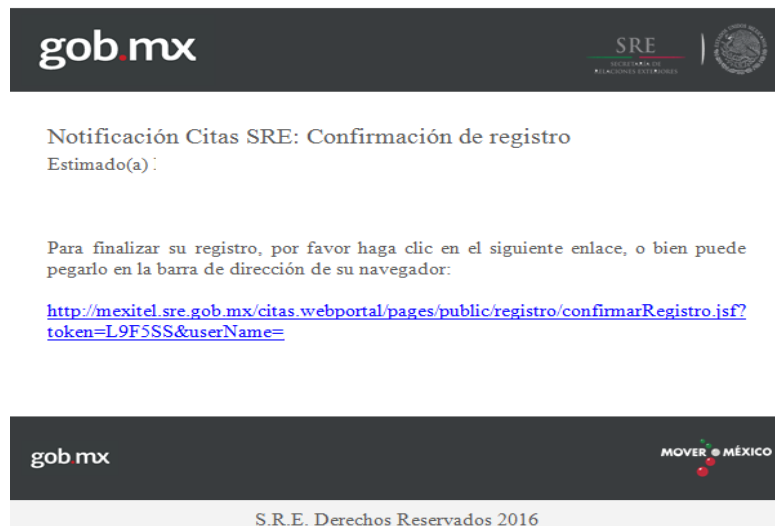 gob.mx
SRE
SECRETARÍA DE
RELACIONES EXTERIORES
Notificación Citas SRE: Confirmación de registro
Estimado(a) :
Para finalizar su registro, por favor haga clic en el siguiente enlace, o bien puede
pegarlo en la barra de dirección de su navegador:
http://mexitel.sre.gob.mx/citas.webportal/pages/public/registro/confirmarRegistro.jsf?
token=L9F5SS&userName=
gob.mx
MOVER MÉXICO
S.R.E. Derechos Reservados 2016